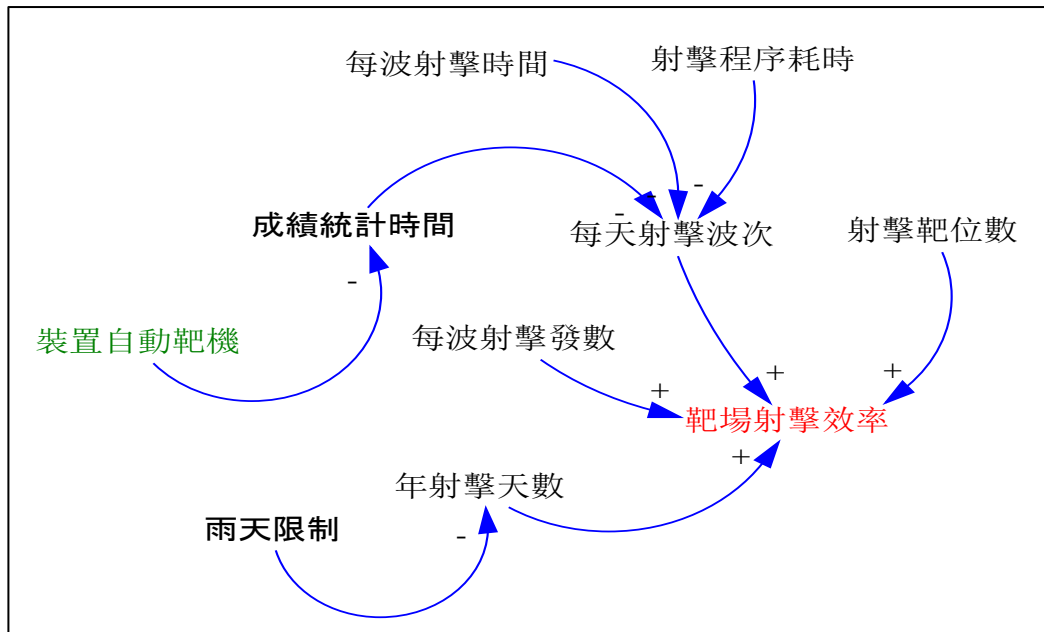 每波射擊時間
射擊程序耗時
-
-
-
成績統計時間
每天射擊波次
射擊靶位數
-
裝置自動靶機
每波射擊發數
+
+
+
靶場射擊效率
+
年射擊天數
雨天限制
-